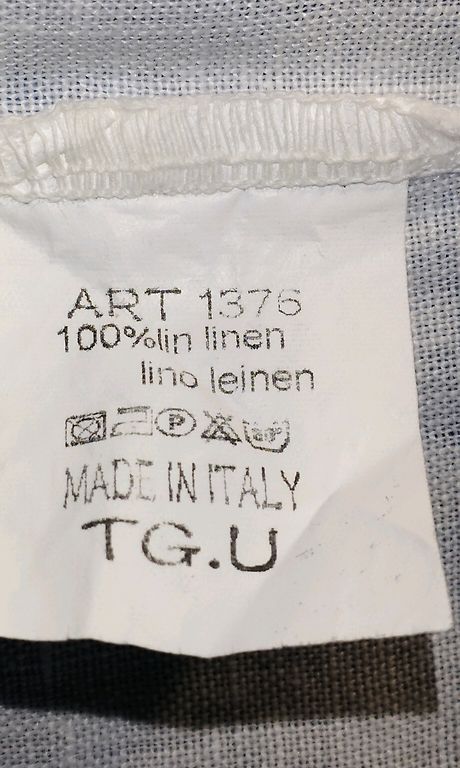 ART 1376
100%lin linen
lino leinen
P
MADE IN ITALY
TG.U